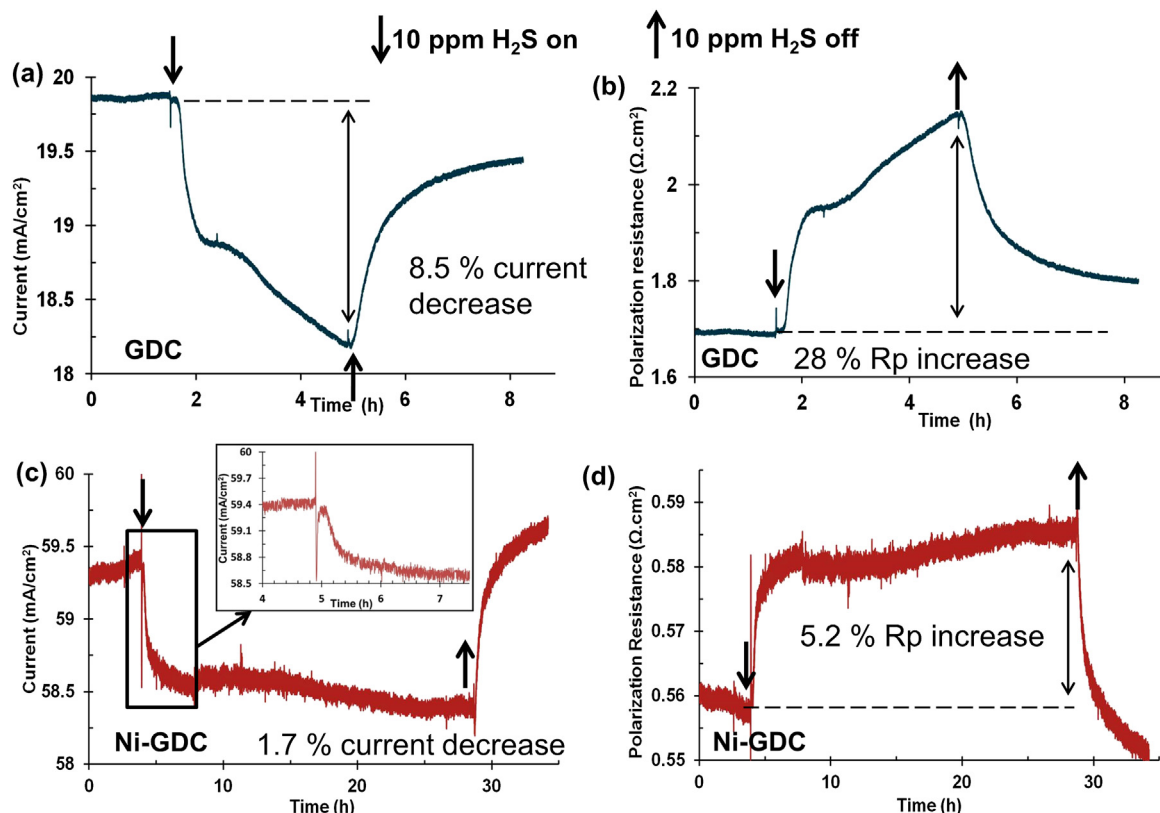 10 ppm H₂S on
10 ppm H₂S off
(a)
20
19.5
19
18.5
18
Current (mA/cm²)
8.5 % current
decrease
GDC
0
2
4
6
8
Time (h)
(b)
2.2
2
1.8
1.6
Polarization resistance (Ω.cm²)
GDC
28 % Rp increase
0
2
4
6
8
Time (h)
(c)
60
59.5
59
58.5
58
Current (mA/cm²)
60
59.7
59.4
59.1
58.8
58.5
Current (mA/cm²)
4
5
6
7
Time (h)
Ni-GDC
1.7 % current decrease
0
10
20
30
Time (h)
(d)
0.59
0.58
0.57
0.56
0.55
Polarization Resistance (Ω.cm²)
5.2 % Rp increase
Ni-GDC
0
10
20
30
Time (h)